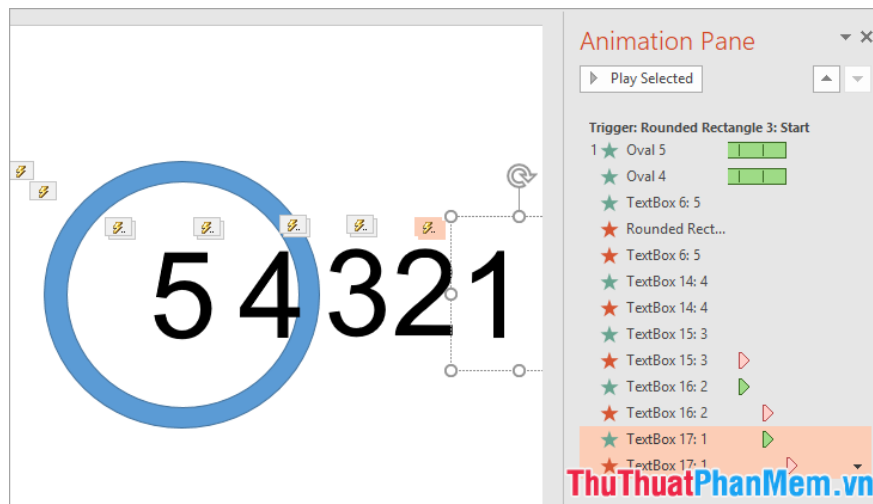 Animation Pane
Play Selected
Trigger: Rounded Rectangle 3: Start
1 Oval 5
Oval 4
TextBox 6: 5
Rounded Rect...
TextBox 6: 5
TextBox 14: 4
TextBox 14: 4
TextBox 15: 3
TextBox 15: 3
TextBox 16: 2
TextBox 16: 2
TextBox 17: 1
TextBox 17: 1
5 4 3 2 1
ThuThuatPhanMem.vn